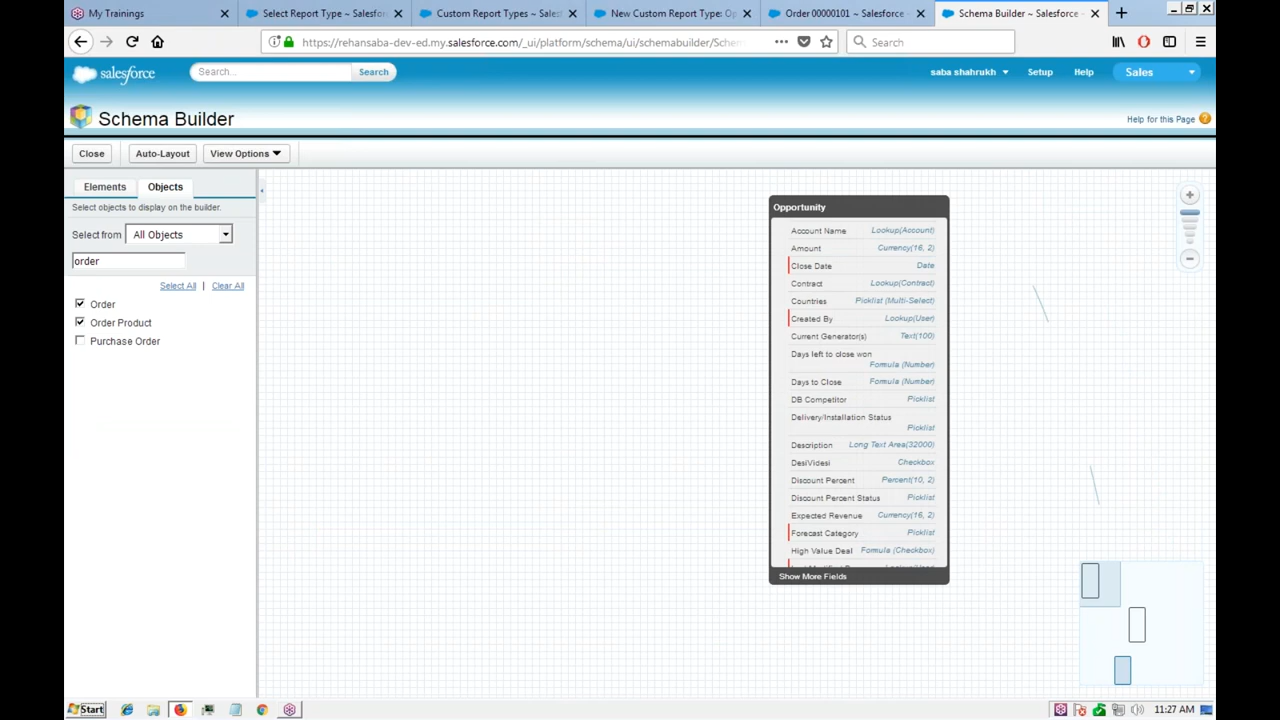 My Trainings
Select Report Type ~ Salesfo
Custom Report Types ~ Sales
New Custom Report Type: Op
Order 00000101 ~ Salesforce
Schema Builder ~ Salesforce -
https://rehansaba-dev-ed.my.salesforce.com/_ui/platform/schema/ui/schemabuilder/Schem
Search
salesforce
Search...
Search
saba shahrukh
Setup
Help
Sales
Schema Builder
Help for this Page
Close
Auto-Layout
View Options
Elements
Objects
Select objects to display on the builder.
Select from
All Objects
order
Select All | Clear All
Order
Order Product
Purchase Order
Opportunity
Account Name Lookup(Account)
Amount Currency(16, 2)
Close Date Date
Contract Lookup(Contract)
Countries Picklist (Multi-Select)
Created By Lookup(User)
Current Generator(s) Text(100)
Days left to close won
Formula (Number)
Days to Close Formula (Number)
DB Competitor Picklist
Delivery/Installation Status
Picklist
Description Long Text Area(32000)
Desi/Videsi Checkbox
Discount Percent Percent(10, 2)
Discount Percent Status Picklist
Expected Revenue Currency(16, 2)
Forecast Category Picklist
High Value Deal Formula (Checkbox)
Show More Fields
Start
11:27 AM